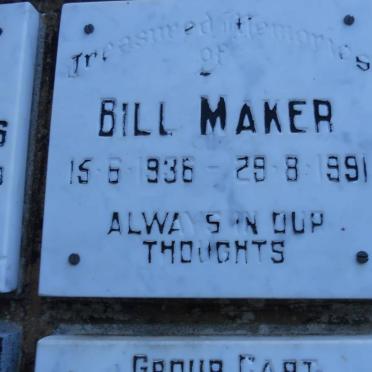 Treasured Memories
of
BILL MAKER
15·6·1936 - 29·8·1991
ALWAYS IN OUR
THOUGHTS
GROUP CAPT